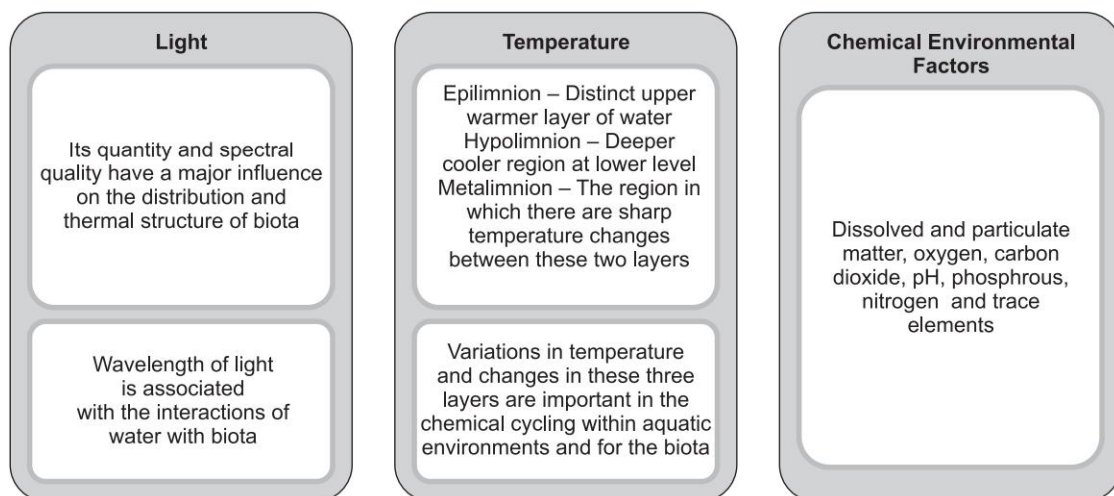 Light
Its quantity and spectral
quality have a major influence
on the distribution and
thermal structure of biota
Wavelength of light
is associated
with the interactions of
water with biota
Temperature
Epilimnion – Distinct upper
warmer layer of water
Hypolimnion – Deeper
cooler region at lower level
Metalimnion – The region in
which there are sharp
temperature changes
between these two layers
Variations in temperature
and changes in these three
layers are important in the
chemical cycling within aquatic
environments and for the biota
Chemical Environmental
Factors
Dissolved and particulate
matter, oxygen, carbon
dioxide, pH, phosphrous,
nitrogen and trace
elements